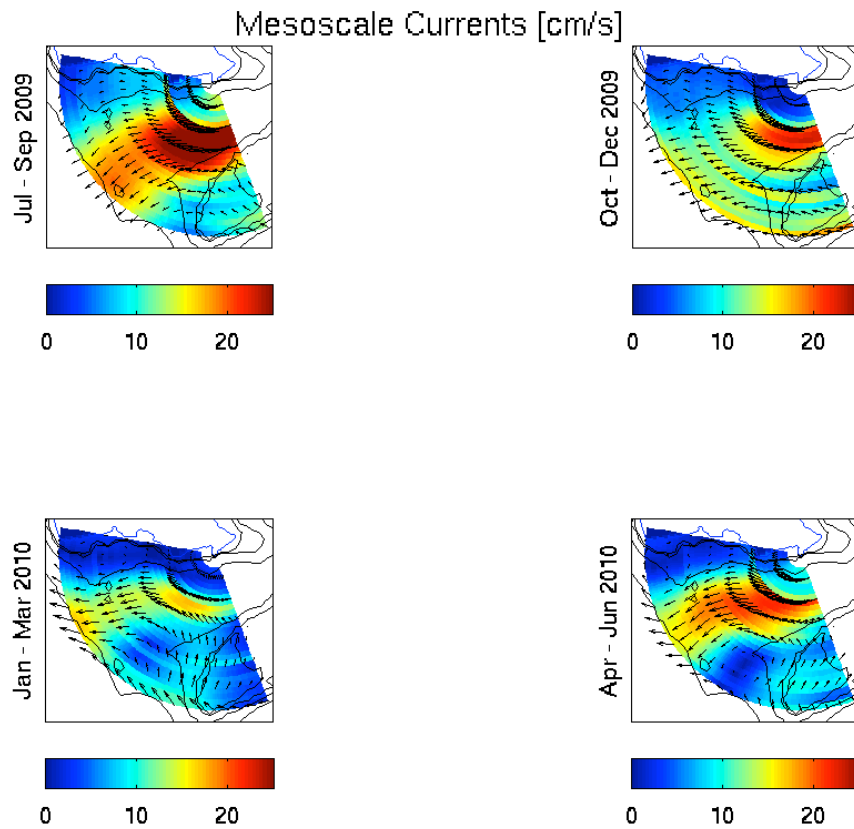 Mesoscale Currents [cm/s]
Jul - Sep 2009
Oct - Dec 2009
0 10 20
0 10 20
Jan - Mar 2010
Apr - Jun 2010
0 10 20
0 10 20